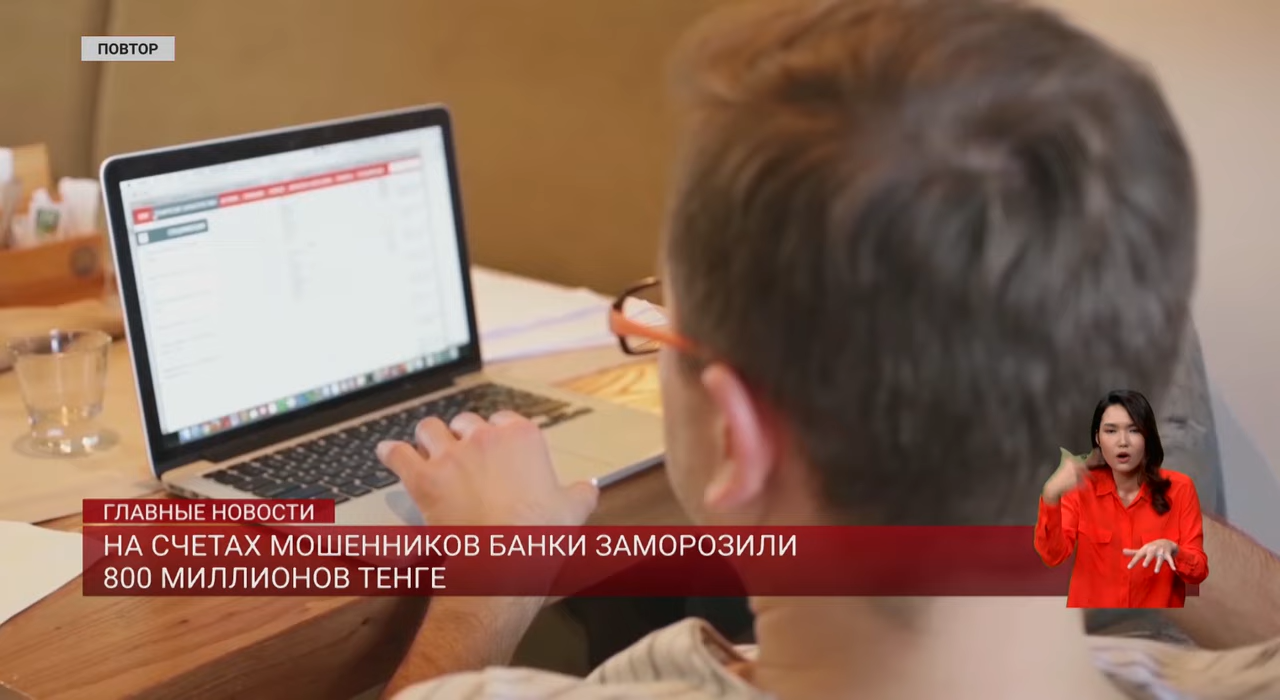 ПОВТОР
ГЛАВНЫЕ НОВОСТИ
НА СЧЕТАХ МОШЕННИКОВ БАНКИ ЗАМОРОЗИЛИ
800 МИЛЛИОНОВ ТЕНГЕ